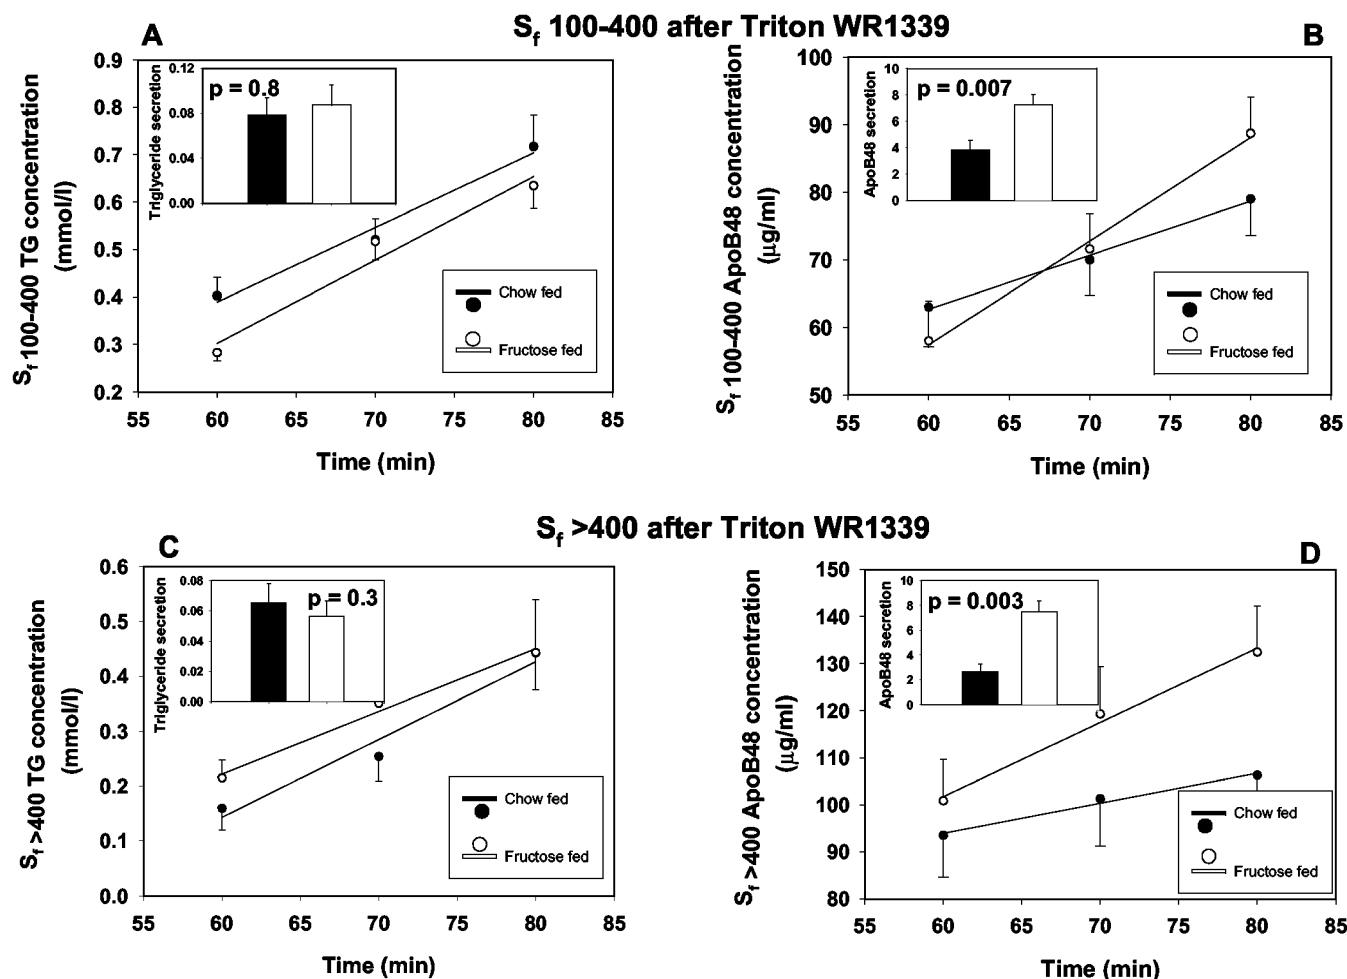 A
S_f 100-400 after Triton WR1339
B
S_f 100-400 TG concentration
(mmol/l)
0.9
0.8
0.7
0.6
0.5
0.4
0.3
0.2
55 60 65 70 75 80 85
Time (min)
Triglyceride secretion
0.12
0.08
0.04
0.00
p = 0.8
Chow fed
Fructose fed
S_f 100-400 ApoB48 concentration
(μg/ml)
100
90
80
70
60
50
55 60 65 70 75 80 85
Time (min)
ApoB48 secretion
10
8
6
4
2
0
p = 0.007
Chow fed
Fructose fed
C
S_f >400 after Triton WR1339
D
S_f >400 TG concentration
(mmol/l)
0.6
0.5
0.4
0.3
0.2
0.1
0.0
55 60 65 70 75 80 85
Time (min)
Triglyceride secretion
0.08
0.06
0.04
0.02
0.00
p = 0.3
Chow fed
Fructose fed
S_f >400 ApoB48 concentration
(μg/ml)
150
140
130
120
110
100
90
80
55 60 65 70 75 80 85
Time (min)
ApoB48 secretion
10
8
6
4
2
0
p = 0.003
Chow fed
Fructose fed